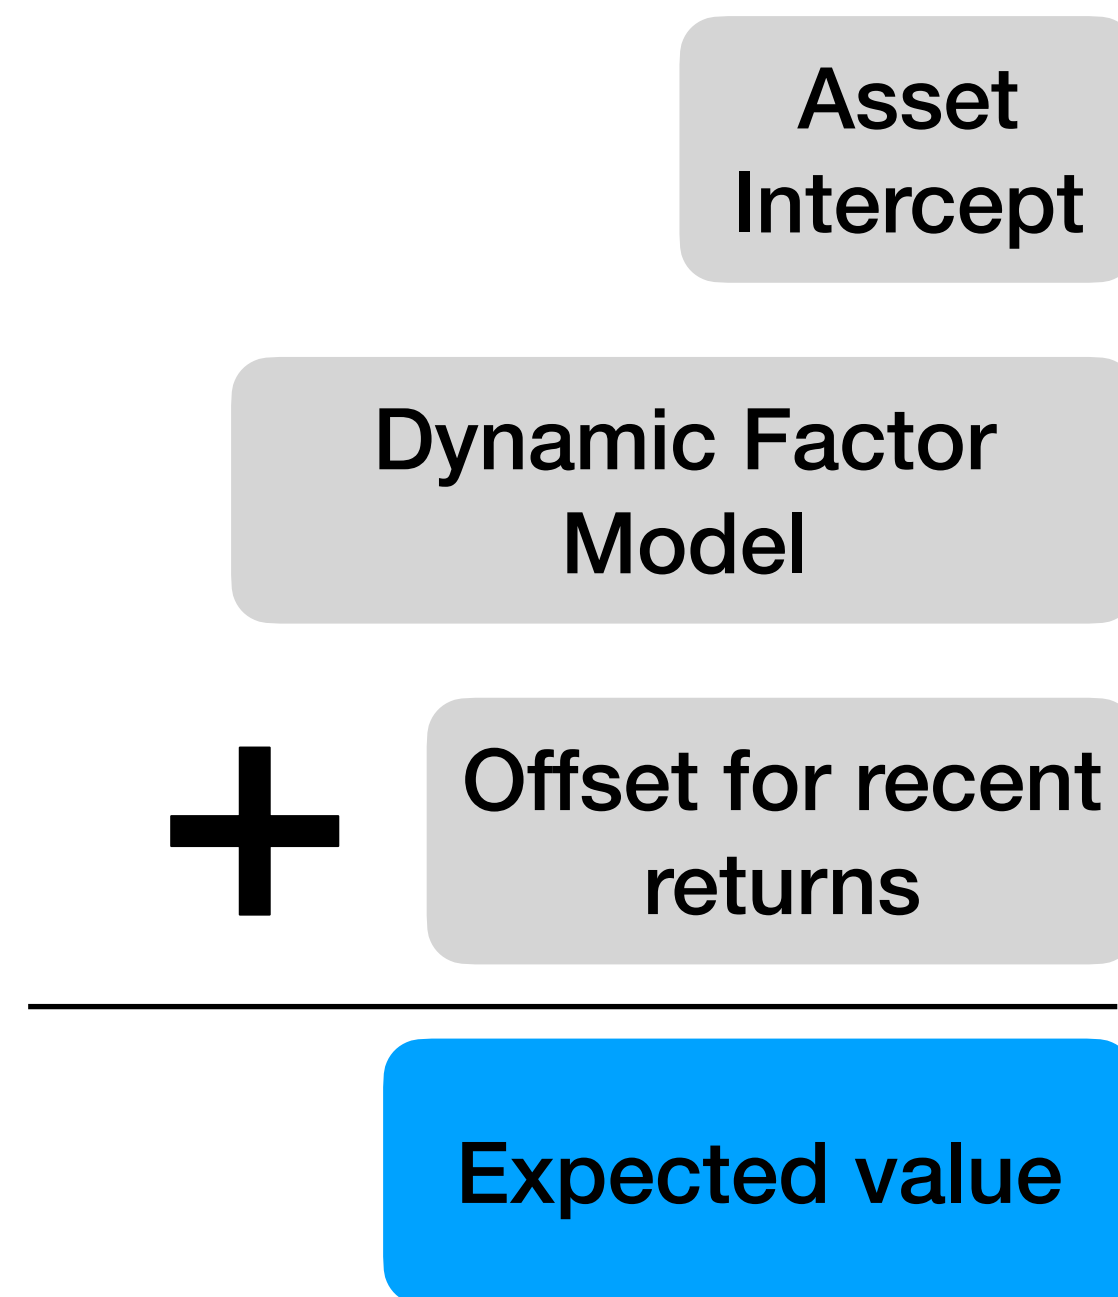 Asset
Intercept
Dynamic Factor
Model
+
Offset for recent
returns
Expected value